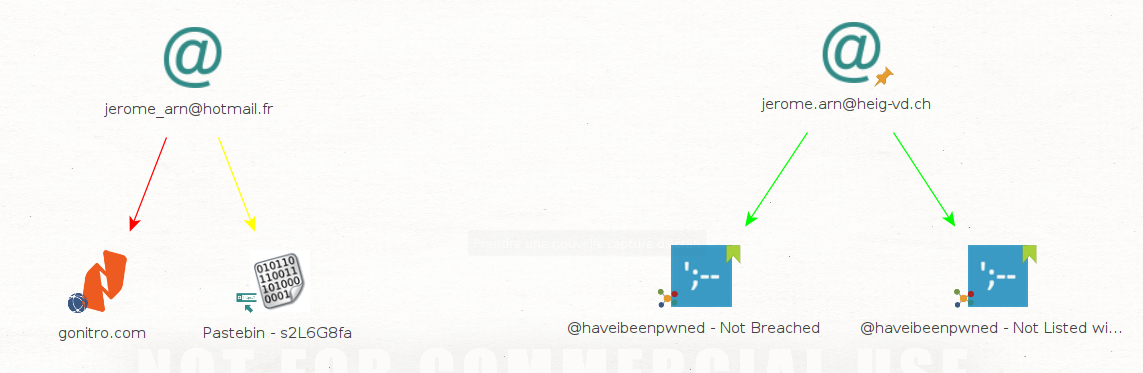 jerome_arn@hotmail.fr
jerome.arn@heig-vd.ch
010110
110011
101000
0001
';--
';--
gonitro.com
Pastebin - s2L6G8fa
@haveibeenpwned - Not Breached
@haveibeenpwned - Not Listed wi...
NOT FOR COMMERCIAL USE